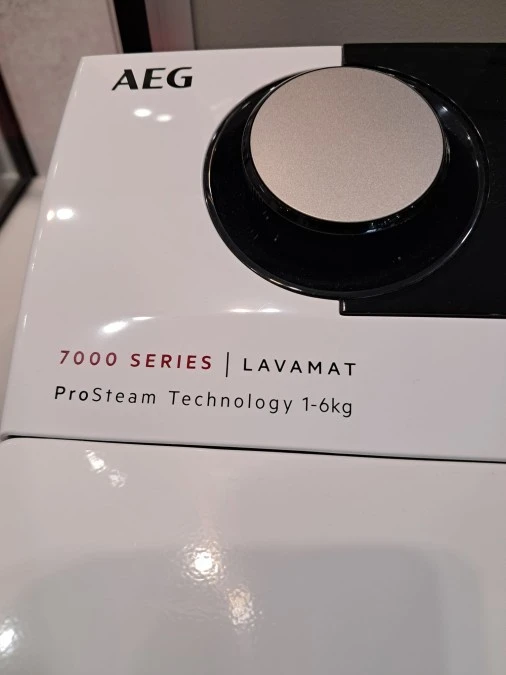 AEG
7000 SERIES | LAVAMAT
ProSteam Technology 1-6kg